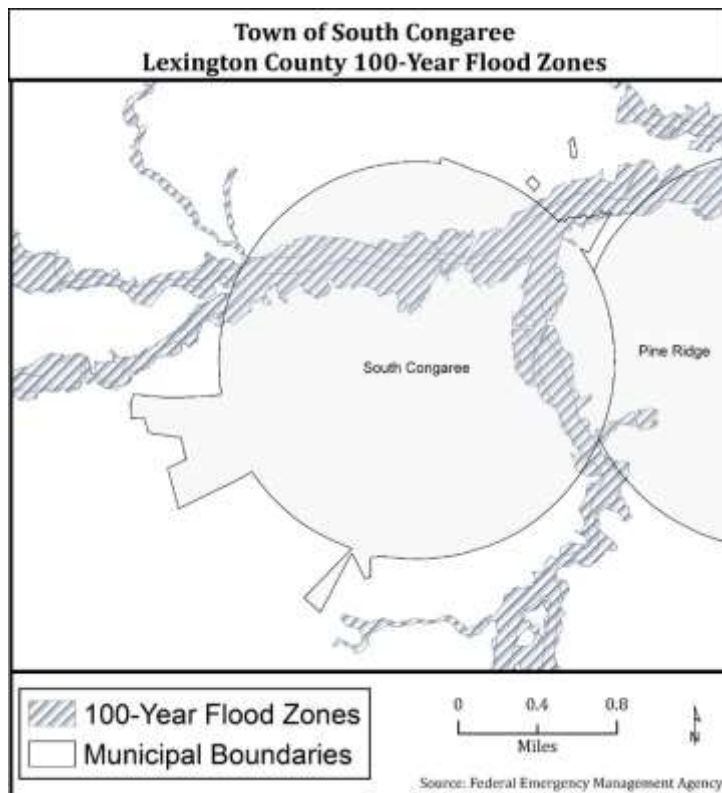 Town of South Congaree
Lexington County 100-Year Flood Zones
Pine Ridge
South Congaree
100-Year Flood Zones
Municipal Boundaries
0 0.4 0.8
Miles
N
Source: Federal Emergency Management Agency